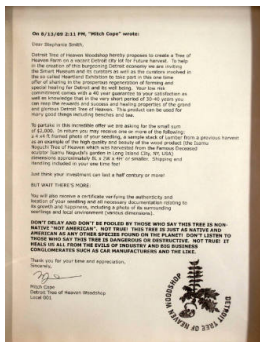 On 8/13/09 2:11 PM, "Mitch Cope" wrote:
Dear Stephanie Smith,
Detroit Tree of Heaven Woodshop hereby proposes to create a Tree of
Heaven Farm on a vacant Detroit city lot for future harvest. To help
in the creation of this burgeoning Detroit economy we are inviting
the Smart Museum and its curators as well as the curators involved in
the so called Heartland Exhibition to take part in this one time
offer of sharing in the prosperous regeneration of farming and
special healing for Detroit and its well being. Your low risk
commitment comes with a 40 year guarantee to your satisfaction as
well as knowledge that in the very short period of 30-40 years you
can reap the rewards and success and healing properties of the grand
and glorious Detroit Tree of Heaven. This product can be used for
many good things including benches and tea.
To partake in this incredible offer we are asking for the small sum
of $2,000. In return you may receive one or more of the following:
a 4 x4 ft framed photo of your seedling, a sample stock of Lumber from a previous harvest
as an example of the high quality and beauty of the wood product (the Isamu
Noguchi Tree of Heaven which was harvested from the Famous Deceased
sculptor Isamu Noguchi's garden in Long Island City, NY, USA)
dimensions approximately 8L x 2W x 4H" or smaller. Shipping and
Handling included with your one time fee!
Just think your investment can last a half century or more!
BUT WAIT THERE'S MORE:
You will also receive a certificate verifying the authenticity and
location of your seedling and all necessary documentation relating to
its growth and happiness, including a photo of its surrounding
earthlings and local environment (various dimensions).
DON'T DELAY AND DON'T BE FOOLED BY THOSE WHO SAY THIS TREE IS NON-
NATIVE "NOT AMERICAN". NOT TRUE! THIS TREE IS JUST AS NATIVE AND
AMERICAN AS ANY OTHER SPECIES FOUND ON THE PLANET! DON'T LISTEN TO
THOSE WHO SAY THIS TREE IS DANGEROUS OR DESTRUCTIVE. NOT TRUE! IT
HEALS US ALL FROM THE EVILS OF INDUSTRY AND BIG BUSINESS
CONGLOMERATES SUCH AS CAR MANUFACTURERS AND THE LIKE.
Thank you for your time and appreciation,
Sincerely,
Mitch Cope
Detroit Tree of Heaven Woodshop
Local 001
DETROIT TREE OF HEAVEN WOODSHOP